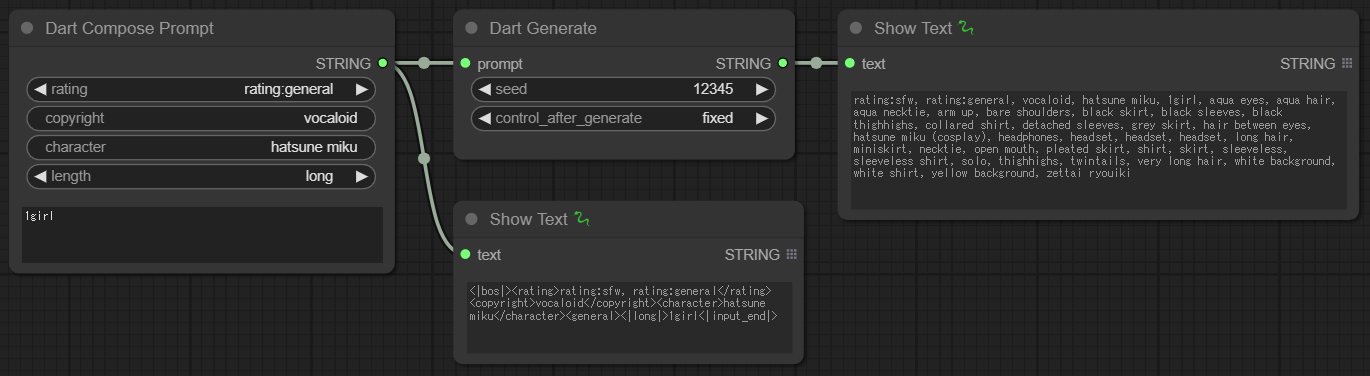 Dart Compose Prompt
STRING
rating rating:general
copyright vocaloid
character hatsune miku
length long
1girl
Dart Generate
prompt STRING
seed 12345
control_after_generate fixed
Show Text
text STRING
<|bos|><rating>rating:sfw, rating:general</rating>
<copyright>vocaloid</copyright><character>hatsune
miku</character><general><|long|>1girl<|input_end|>
Show Text
text STRING
rating:sfw, rating:general, vocaloid, hatsune miku, 1girl, aqua eyes, aqua hair,
aqua necktie, arm up, bare shoulders, black skirt, black sleeves, black
thighhighs, collared shirt, detached sleeves, grey skirt, hair between eyes,
hatsune miku (cosplay), headphones, headset, headset, headset, long hair,
miniskirt, necktie, open mouth, pleated skirt, shirt, skirt, sleeveless,
sleeveless shirt, solo, thighhighs, twintails, very long hair, white background,
white shirt, yellow background, zettai ryouiki